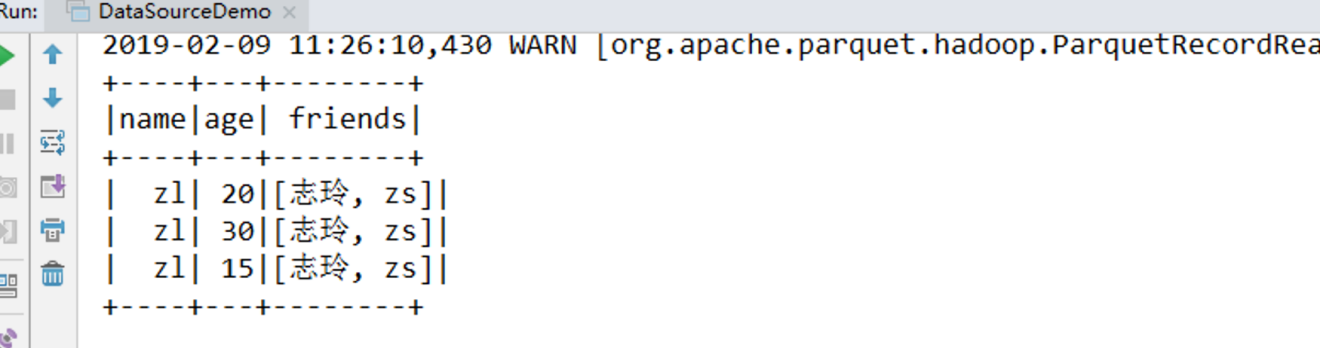 Run: DataSourceDemo
2019-02-09 11:26:10,430 WARN [org.apache.parquet.hadoop.ParquetRecordRea
+----+---+--------+
|name|age| friends|
+----+---+--------+
|  zl| 20|[志玲, zs]|
|  zl| 30|[志玲, zs]|
|  zl| 15|[志玲, zs]|
+----+---+--------+